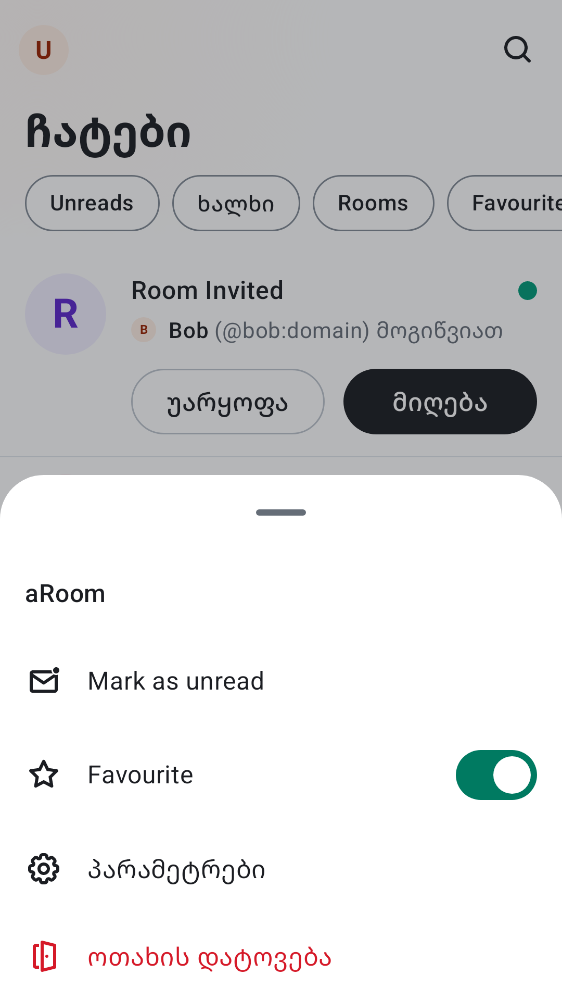 U
ჩატები
Unreads ხალხი Rooms Favourite
R Room Invited
B Bob (@bob:domain) მოგიწვიათ
უარყოფა მიღება
aRoom
Mark as unread
Favourite
პარამეტრები
ოთახის დატოვება